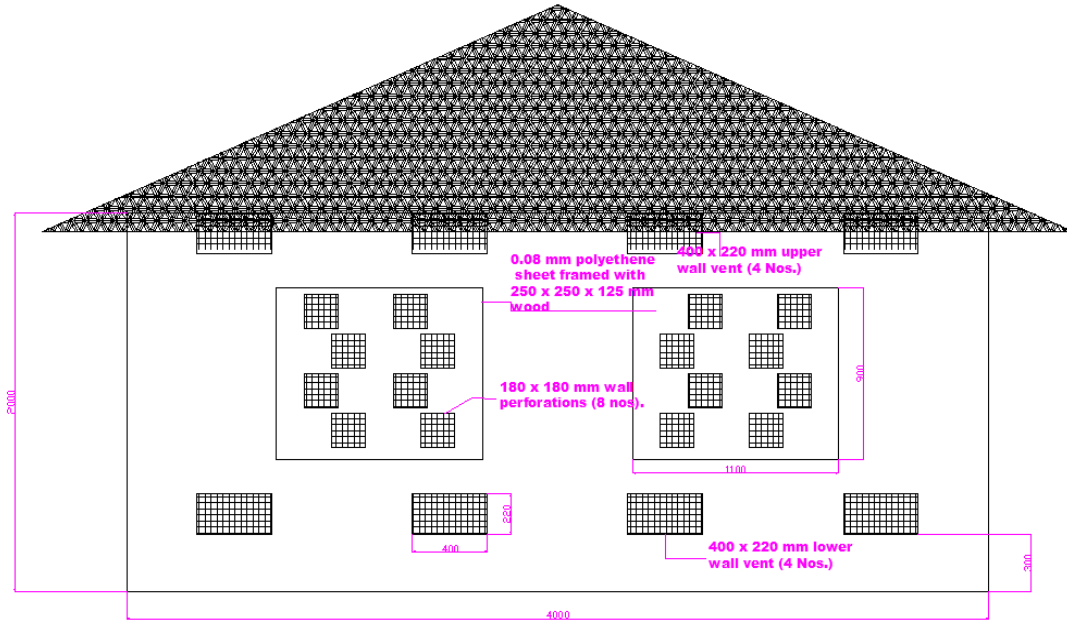 400 x 220 mm upper
wall vent (4 Nos.)
0.08 mm polyethene
sheet framed with
250 x 250 x 125 mm
wood
2000
900
180 x 180 mm wall
perforations (8 nos).
1100
220
400
400 x 220 mm lower
wall vent (4 Nos.)
300
4000